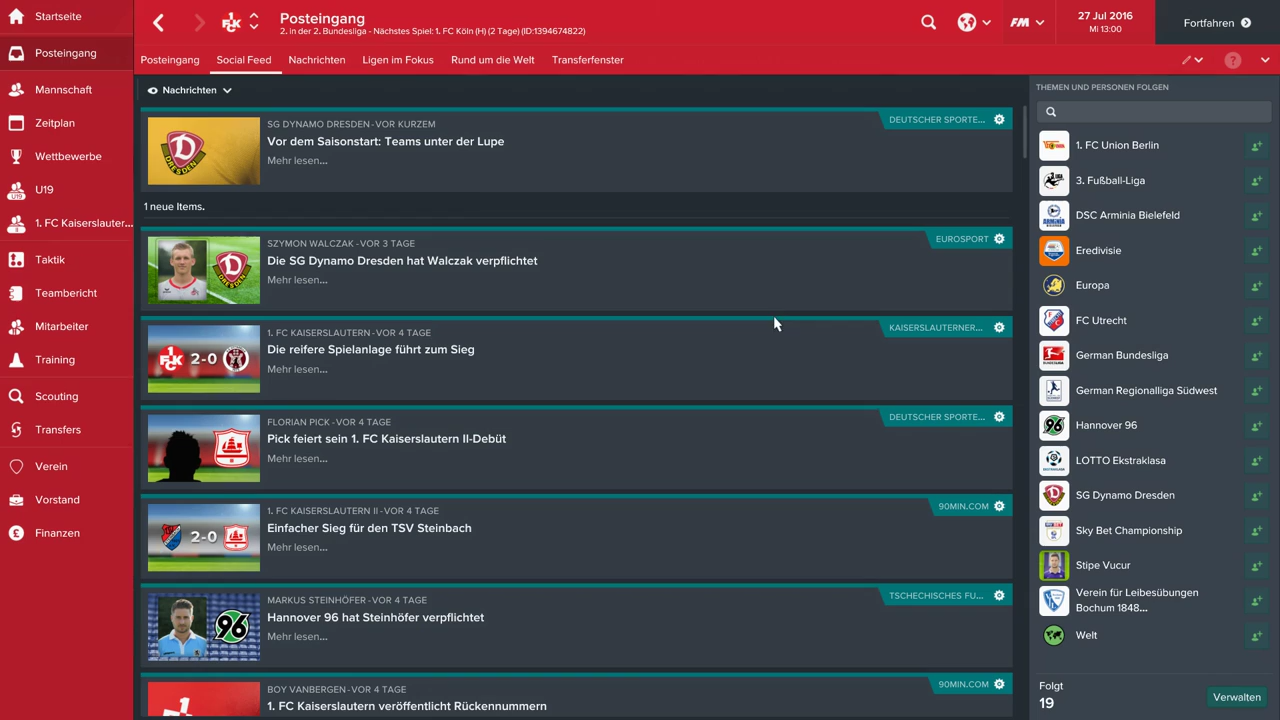 Startseite
Posteingang
Mannschaft
Zeitplan
Wettbewerbe
U19
U19
1. FC Kaiserslauter...
Taktik
Teambericht
Mitarbeiter
Training
Scouting
Transfers
Verein
Vorstand
Finanzen
Posteingang
2. in der 2. Bundesliga - Nächstes Spiel: 1. FC Köln (H) (2 Tage) (ID:1394674822)
FM
27 Jul 2016
Mi 13:00
Fortfahren
Posteingang Social Feed Nachrichten Ligen im Fokus Rund um die Welt Transferfenster
Nachrichten
SG DYNAMO DRESDEN - VOR KURZEM
DEUTSCHER SPORTE...
Vor dem Saisonstart: Teams unter der Lupe
Mehr lesen...
1 neue Items.
SZYMON WALCZAK - VOR 3 TAGE
EUROSPORT
Die SG Dynamo Dresden hat Walczak verpflichtet
Mehr lesen...
1. FC KAISERSLAUTERN - VOR 4 TAGE
KAISERSLAUTERNER...
2-0
Die reifere Spielanlage führt zum Sieg
Mehr lesen...
FLORIAN PICK - VOR 4 TAGE
DEUTSCHER SPORTE...
Pick feiert sein 1. FC Kaiserslautern II-Debüt
Mehr lesen...
1. FC KAISERSLAUTERN II - VOR 4 TAGE
90MIN.COM
2-0
Einfacher Sieg für den TSV Steinbach
Mehr lesen...
MARKUS STEINHÖFER - VOR 4 TAGE
TSCHECHISCHES FU...
96
Hannover 96 hat Steinhöfer verpflichtet
Mehr lesen...
BOY VANBERGEN - VOR 4 TAGE
90MIN.COM
1. FC Kaiserslautern veröffentlicht Rückennummern
THEMEN UND PERSONEN FOLGEN
1. FC Union Berlin
3. Fußball-Liga
DSC Arminia Bielefeld
Eredivisie
Europa
FC Utrecht
German Bundesliga
German Regionalliga Südwest
Hannover 96
LOTTO Ekstraklasa
SG Dynamo Dresden
Sky Bet Championship
Stipe Vucur
Verein für Leibesübungen
Bochum 1848...
Welt
Folgt
19
Verwalten